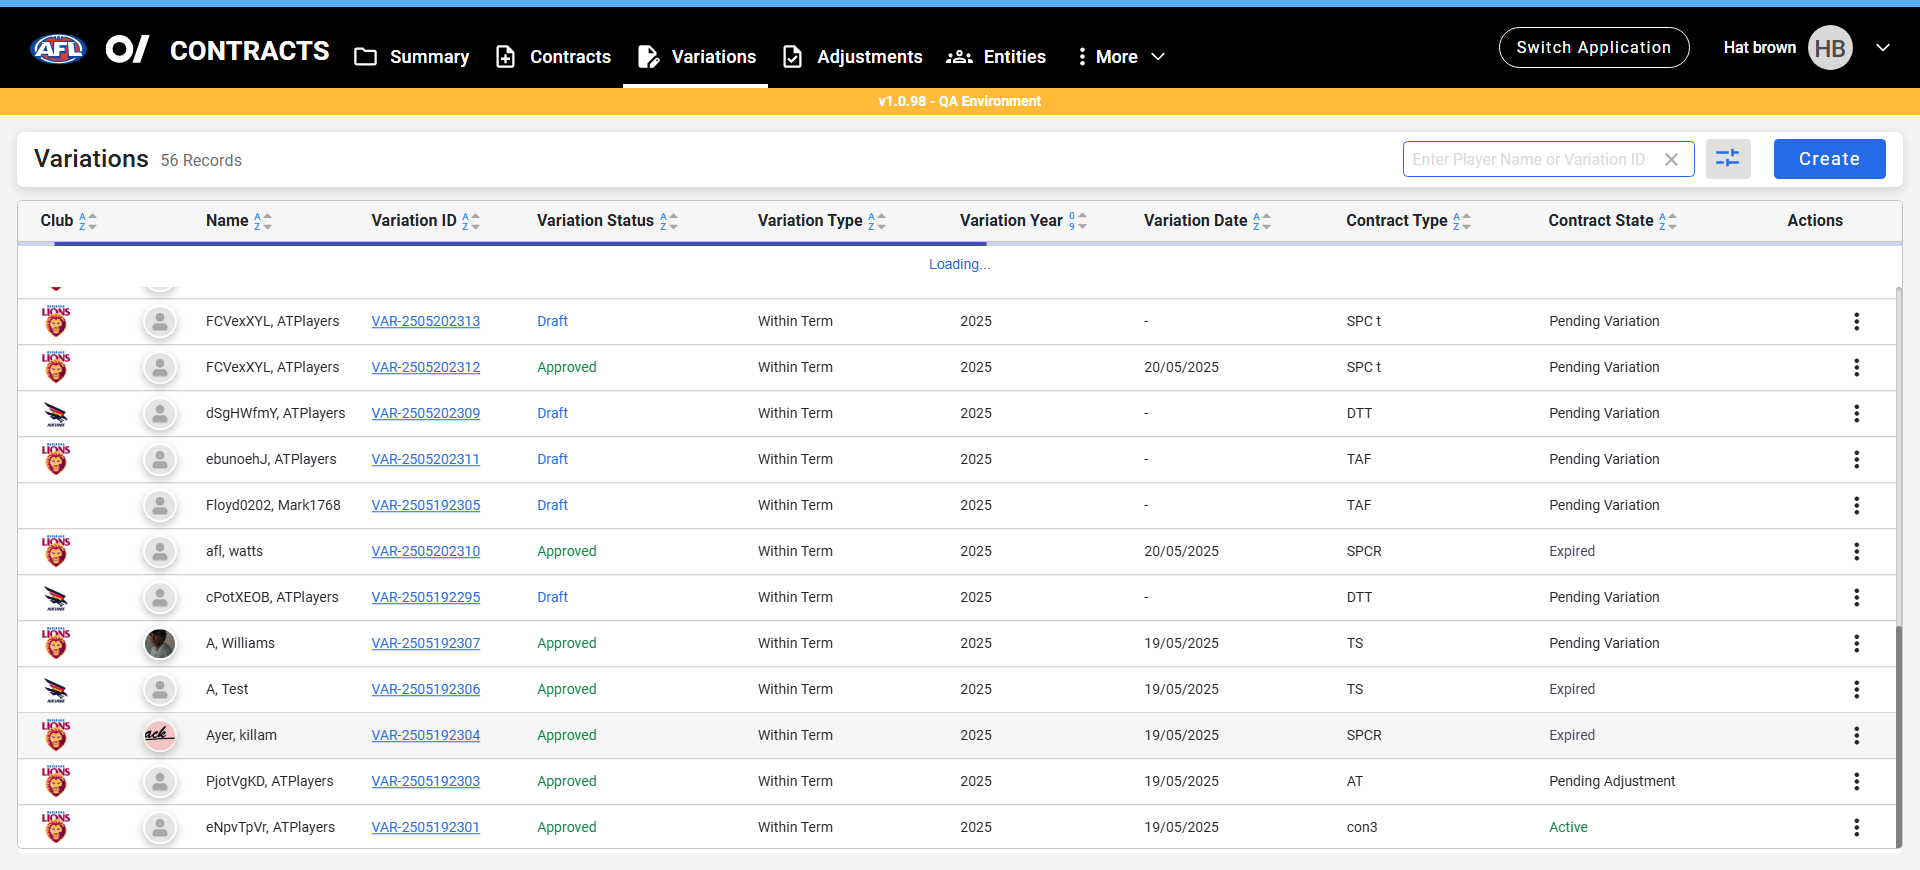 AFL CONTRACTS Summary Contracts Variations Adjustments Entities More Switch Application Hat brown HB
v1.0.98 - QA Environment
Variations 56 Records Enter Player Name or Variation ID Create
Club Name Variation ID Variation Status Variation Type Variation Year Variation Date Contract Type Contract State Actions
Loading...
LIONS FCVexXYL, ATPlayers VAR-2505202313 Draft Within Term 2025 - SPC t Pending Variation
LIONS FCVexXYL, ATPlayers VAR-2505202312 Approved Within Term 2025 20/05/2025 SPC t Pending Variation
dSgHWfmY, ATPlayers VAR-2505202309 Draft Within Term 2025 - DTT Pending Variation
LIONS ebunoehJ, ATPlayers VAR-2505202311 Draft Within Term 2025 - TAF Pending Variation
Floyd0202, Mark1768 VAR-2505192305 Draft Within Term 2025 - TAF Pending Variation
LIONS afl, watts VAR-2505202310 Approved Within Term 2025 20/05/2025 SPCR Expired
cPotXEOB, ATPlayers VAR-2505192295 Draft Within Term 2025 - DTT Pending Variation
LIONS A, Williams VAR-2505192307 Approved Within Term 2025 19/05/2025 TS Pending Variation
A, Test VAR-2505192306 Approved Within Term 2025 19/05/2025 TS Expired
LIONS ack Ayer, killam VAR-2505192304 Approved Within Term 2025 19/05/2025 SPCR Expired
LIONS PjotVgKD, ATPlayers VAR-2505192303 Approved Within Term 2025 19/05/2025 AT Pending Adjustment
LIONS eNpvTpVr, ATPlayers VAR-2505192301 Approved Within Term 2025 19/05/2025 con3 Active